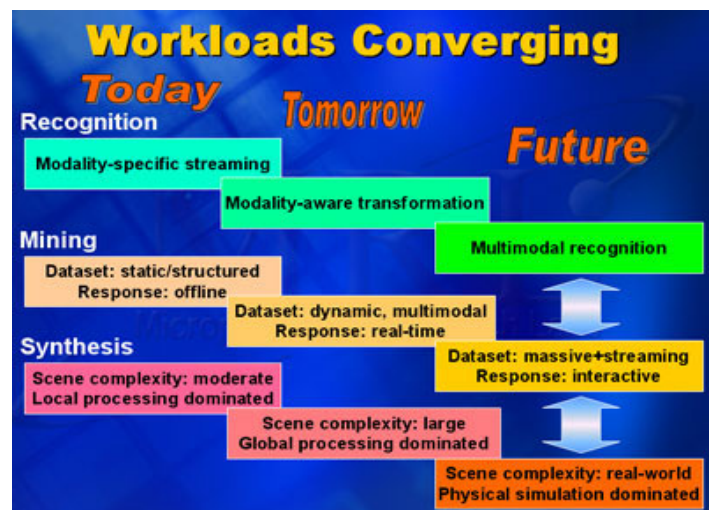 Workloads Converging
Today
Tomorrow
Future
Recognition
Modality-specific streaming
Modality-aware transformation
Multimodal recognition
Mining
Dataset: static/structured
Response: offline
Dataset: dynamic, multimodal
Response: real-time
Dataset: massive+streaming
Response: interactive
Synthesis
Scene complexity: moderate
Local processing dominated
Scene complexity: large
Global processing dominated
Scene complexity: real-world
Physical simulation dominated